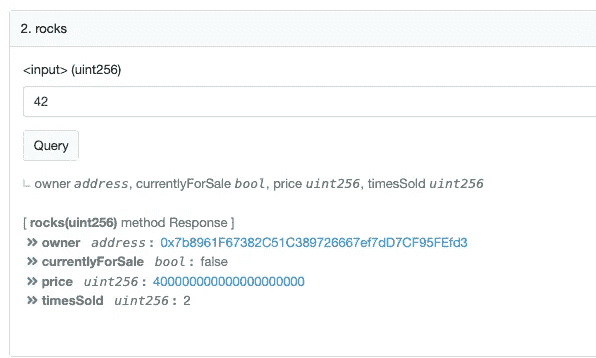 2. rocks
<input> (uint256)
42
Query
owner address, currentlyForSale bool, price uint256, timesSold uint256
[ rocks(uint256) method Response ]
>> owner address : 0x7b8961F67382C51C389726667ef7dD7CF95FEfd3
>> currentlyForSale bool : false
>> price uint256 : 400000000000000000000
>> timesSold uint256 : 2